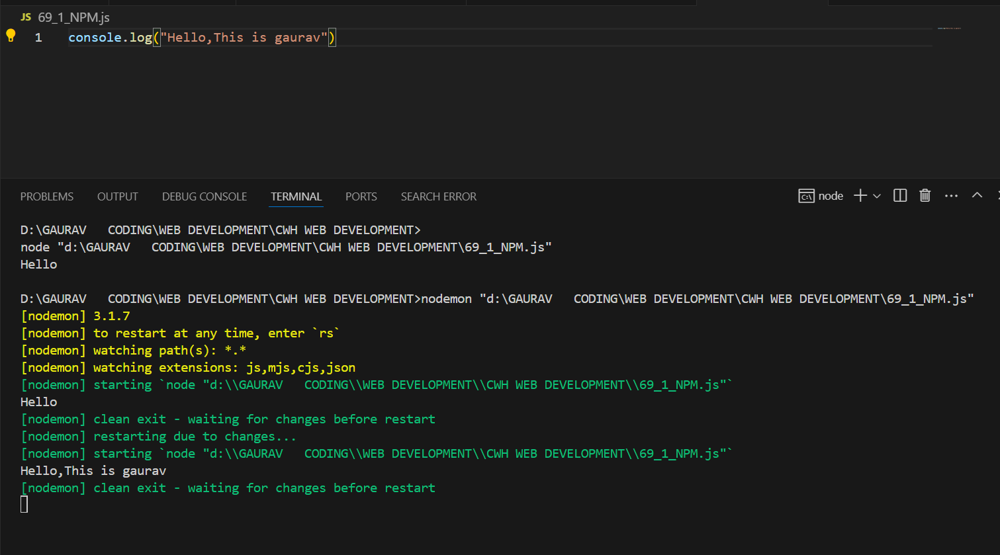 JS 69_1_NPM.js
1 console.log("Hello,This is gaurav")
PROBLEMS OUTPUT DEBUG CONSOLE TERMINAL PORTS SEARCH ERROR node
D:\GAURAV   CODING\WEB DEVELOPMENT\CWH WEB DEVELOPMENT>
node "d:\GAURAV   CODING\WEB DEVELOPMENT\CWH WEB DEVELOPMENT\69_1_NPM.js"
Hello
D:\GAURAV   CODING\WEB DEVELOPMENT\CWH WEB DEVELOPMENT>nodemon "d:\GAURAV   CODING\WEB DEVELOPMENT\CWH WEB DEVELOPMENT\69_1_NPM.js"
[nodemon] 3.1.7
[nodemon] to restart at any time, enter `rs`
[nodemon] watching path(s): *.*
[nodemon] watching extensions: js,mjs,cjs,json
[nodemon] starting `node "d:\\GAURAV   CODING\\WEB DEVELOPMENT\\CWH WEB DEVELOPMENT\\69_1_NPM.js"`
Hello
[nodemon] clean exit - waiting for changes before restart
[nodemon] restarting due to changes...
[nodemon] starting `node "d:\\GAURAV   CODING\\WEB DEVELOPMENT\\CWH WEB DEVELOPMENT\\69_1_NPM.js"`
Hello,This is gaurav
[nodemon] clean exit - waiting for changes before restart